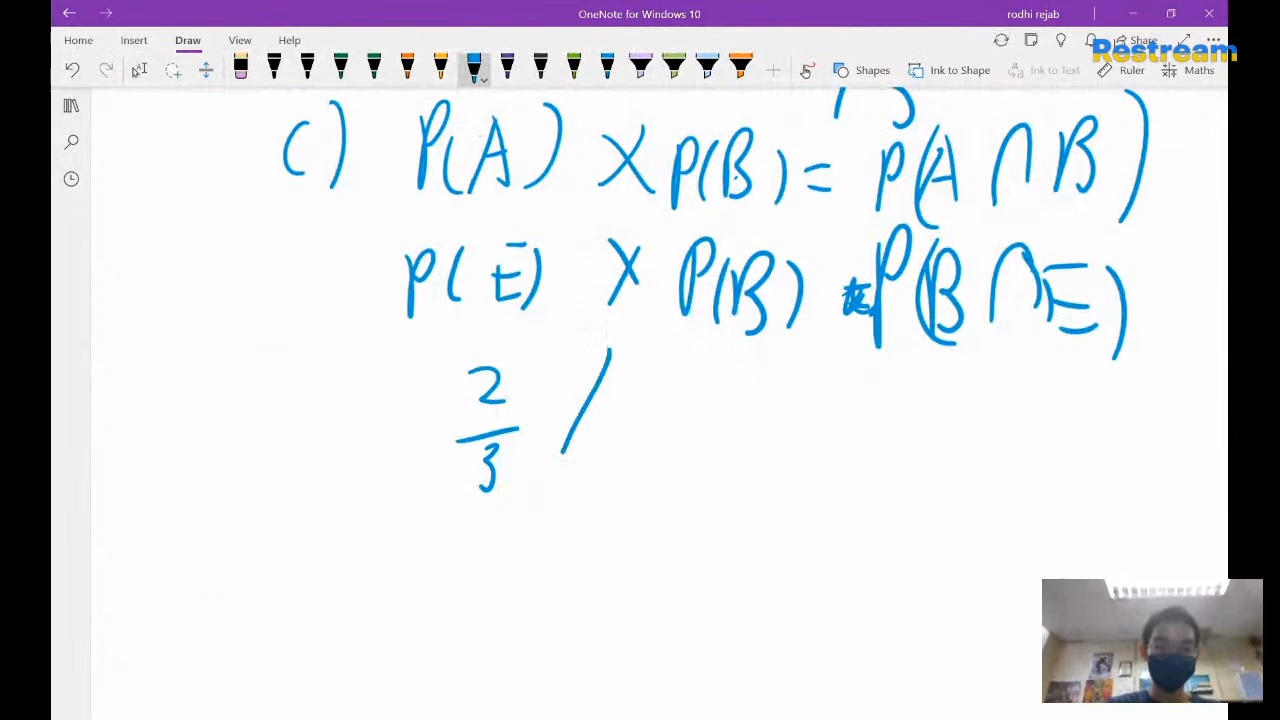 OneNote for Windows 10
rodhi rejab
Home Insert Draw View Help
Share
Restream
Shapes Ink to Shape Ink to Text Ruler Maths
c) P(A) X P(B) = P(A ∩ B)
P(E) X P(B) P(B ∩ E)
2
3